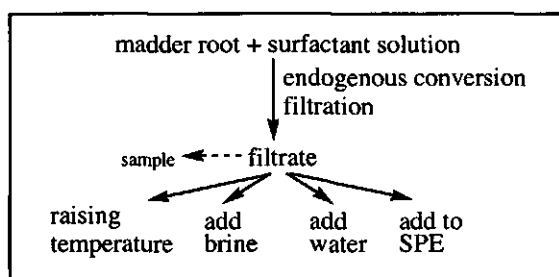 madder root + surfactant solution
endogenous conversion
filtration
sample
filtrate
raising
temperature
add
brine
add
water
add to
SPE